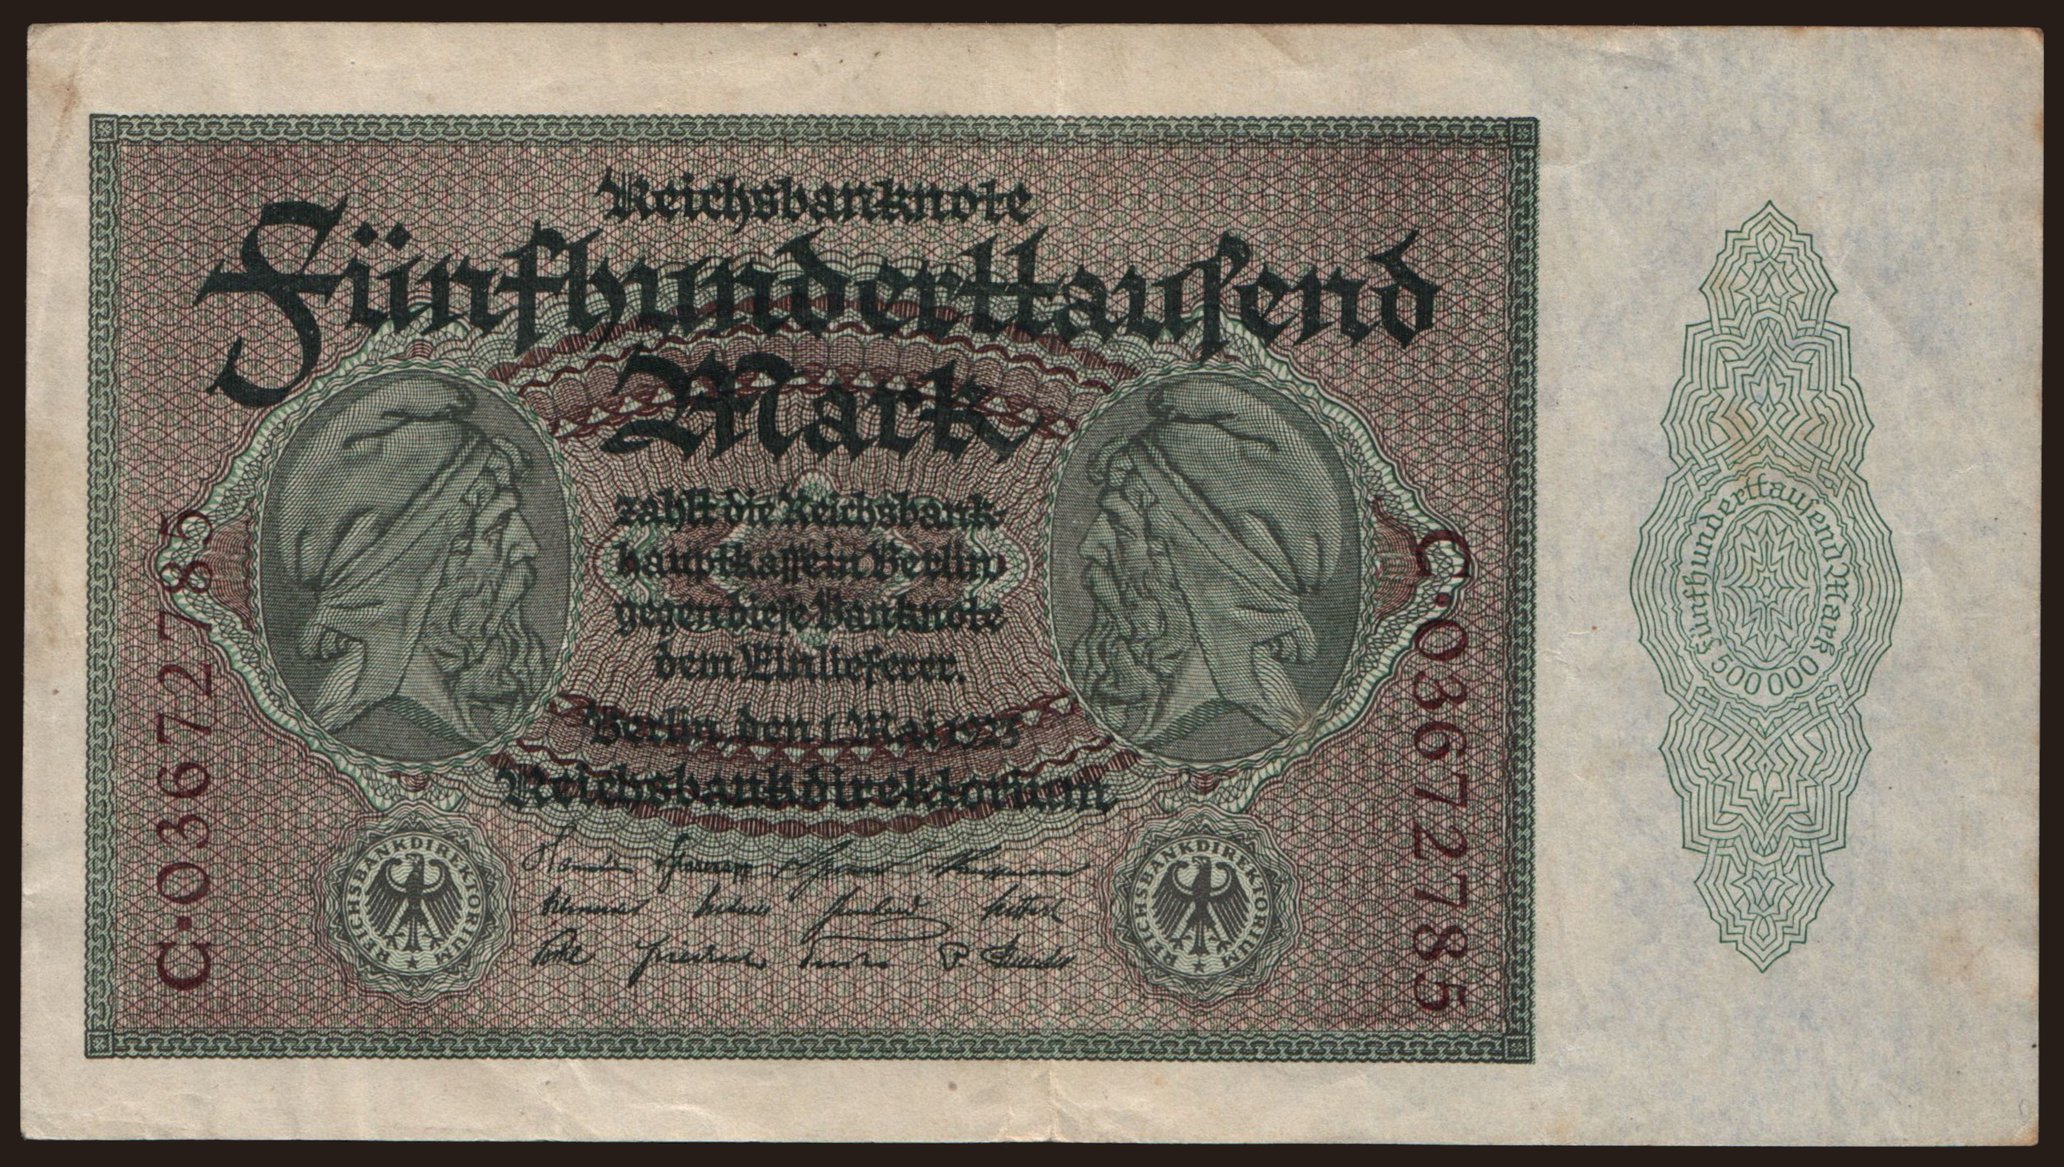 Reichsbanknote
Fünfhunderttausend
Mark
zahlt die Reichsbank-
hauptkasse in Berlin
gegen diese Banknote
dem Einlieferer.
Berlin, den 1. Mai 1923
Reichsbankdirektorium
C·03672785
C·03672785
REICHSBANKDIREKTORIUM
REICHSBANKDIREKTORIUM
Fünfhunderttausend Mark
500000